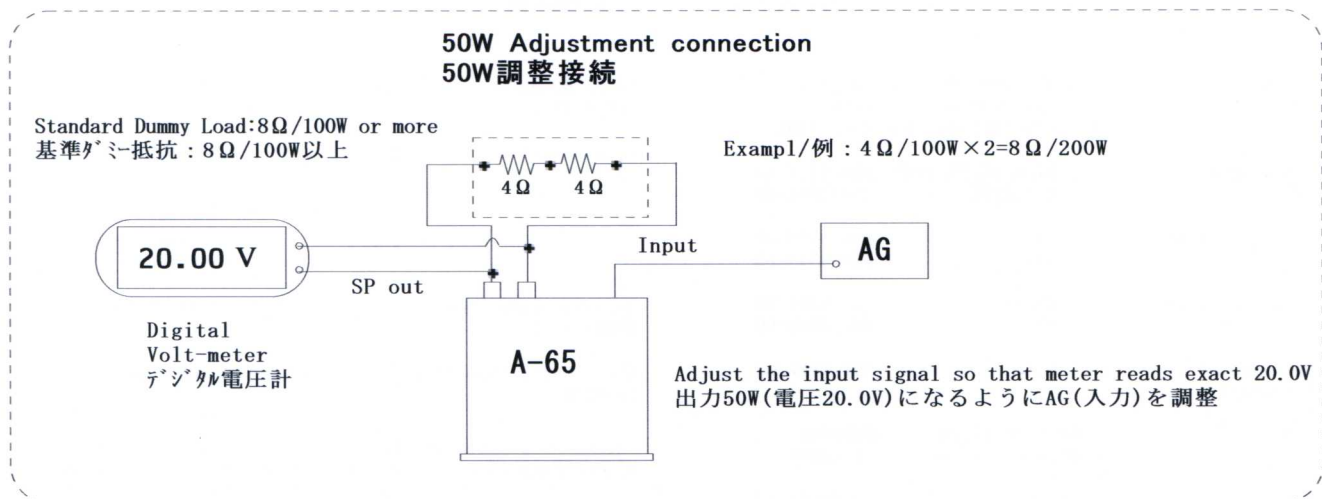 50W Adjustment connection
50W調整接続
Standard Dummy Load:8Ω/100W or more
基準ﾀﾞﾐｰ抵抗：8Ω/100W以上
Exampl/例：4Ω/100W×2=8Ω/200W
4Ω 4Ω
20.00 V
Input
AG
SP out
Digital
Volt-meter
ﾃﾞｼﾞﾀﾙ電圧計
A-65
Adjust the input signal so that meter reads exact 20.0V
出力50W(電圧20.0V)になるようにAG(入力)を調整